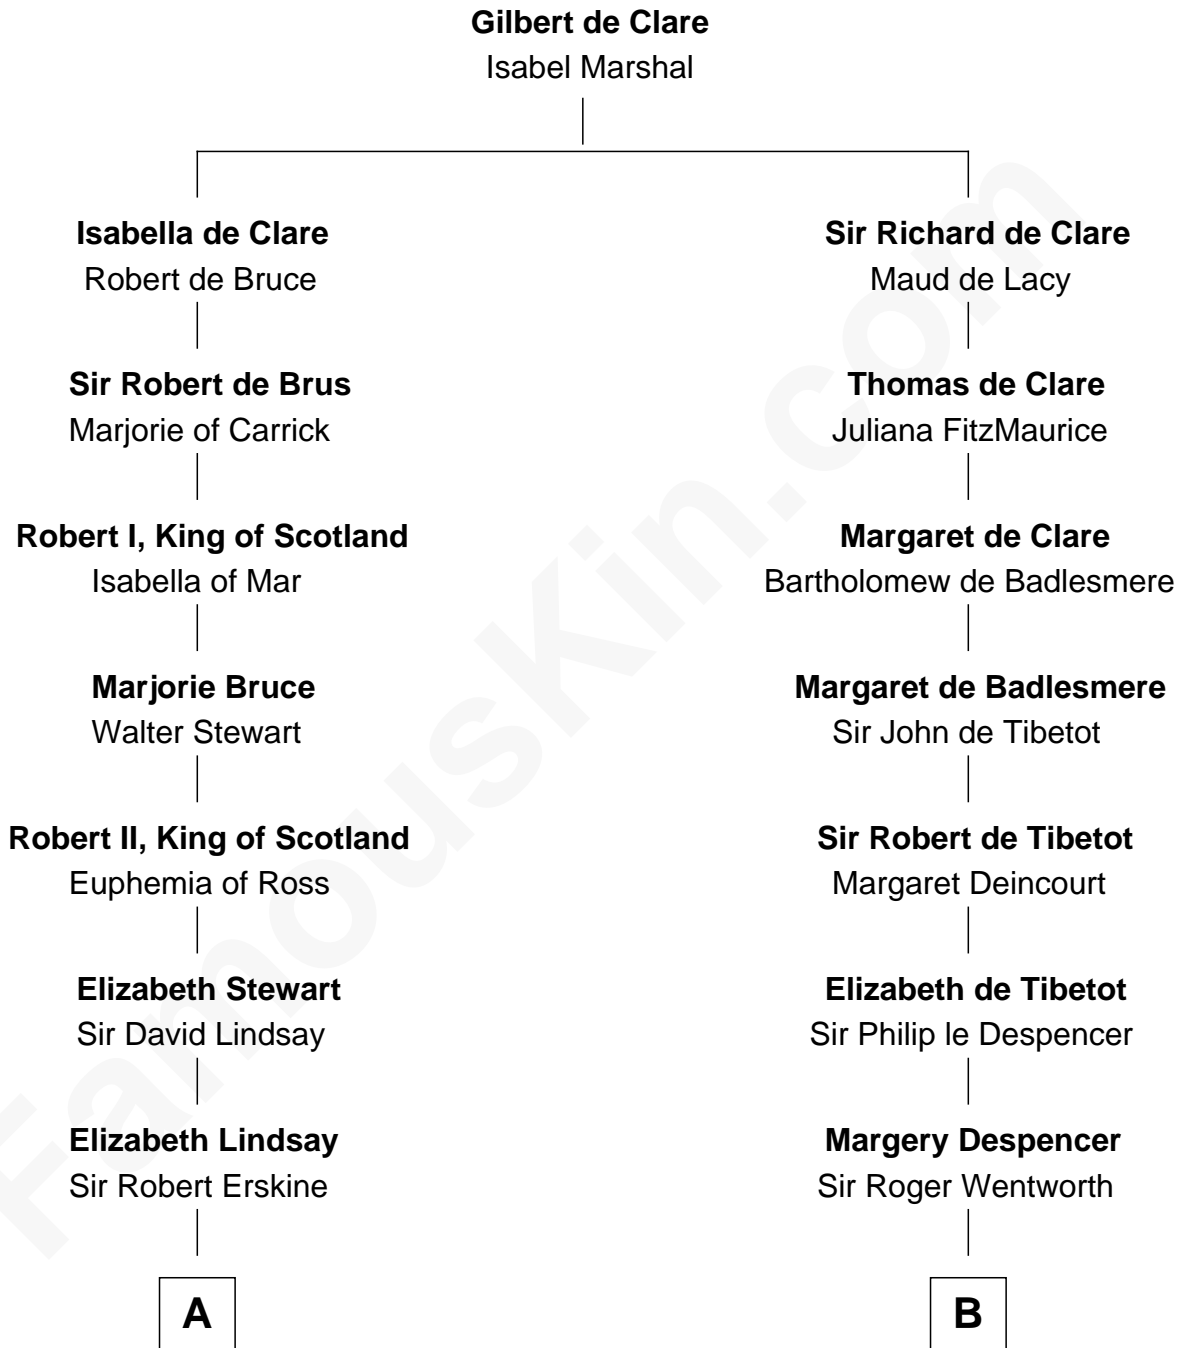 Gilbert de Clare
Isabel Marshal
Isabella de Clare
Robert de Bruce
Sir Richard de Clare
Maud de Lacy
Sir Robert de Brus
Marjorie of Carrick
Thomas de Clare
Juliana FitzMaurice
Robert I, King of Scotland
Isabella of Mar
Margaret de Clare
Bartholomew de Badlesmere
Marjorie Bruce
Walter Stewart
Margaret de Badlesmere
Sir John de Tibetot
Robert II, King of Scotland
Euphemia of Ross
Sir Robert de Tibetot
Margaret Deincourt
Elizabeth Stewart
Sir David Lindsay
Elizabeth de Tibetot
Sir Philip le Despencer
Elizabeth Lindsay
Sir Robert Erskine
Margery Despencer
Sir Roger Wentworth
A
B
FamousKin.com